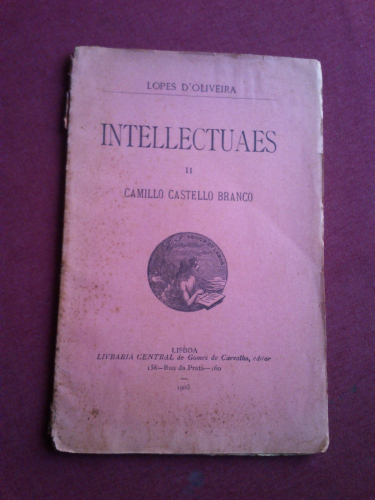 LOPES D'OLIVEIRA
INTELLECTUAES
II
CAMILLO CASTELLO BRANCO
LISBOA
LIVRARIA CENTRAL de Gomes de Carvalho, editor
158—Rua da Prata—160